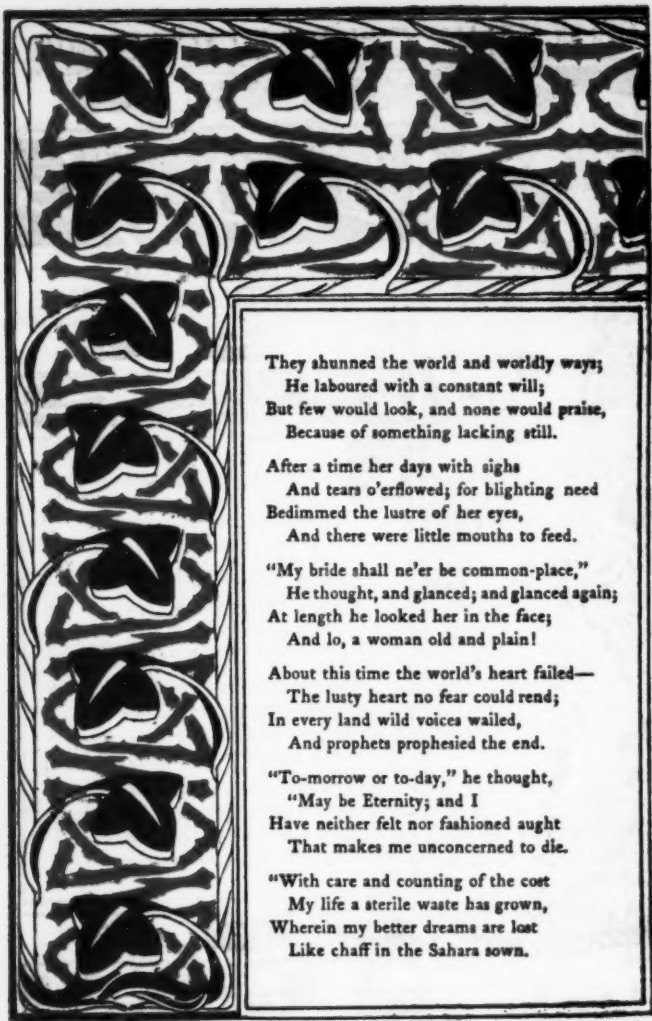 They shunned the world and worldly ways;
He laboured with a constant will;
But few would look, and none would praise,
Because of something lacking still.
After a time her days with sighs
And tears o'erflowed; for blighting need
Bedimmed the lustre of her eyes,
And there were little mouths to feed.
"My bride shall ne'er be common-place,"
He thought, and glanced; and glanced again;
At length he looked her in the face;
And lo, a woman old and plain!
About this time the world's heart failed—
The lusty heart no fear could rend;
In every land wild voices wailed,
And prophets prophesied the end.
"To-morrow or to-day," he thought,
"May be Eternity; and I
Have neither felt nor fashioned aught
That makes me unconcerned to die.
"With care and counting of the cost
My life a sterile waste has grown,
Wherein my better dreams are lost
Like chaff in the Sahara sown.